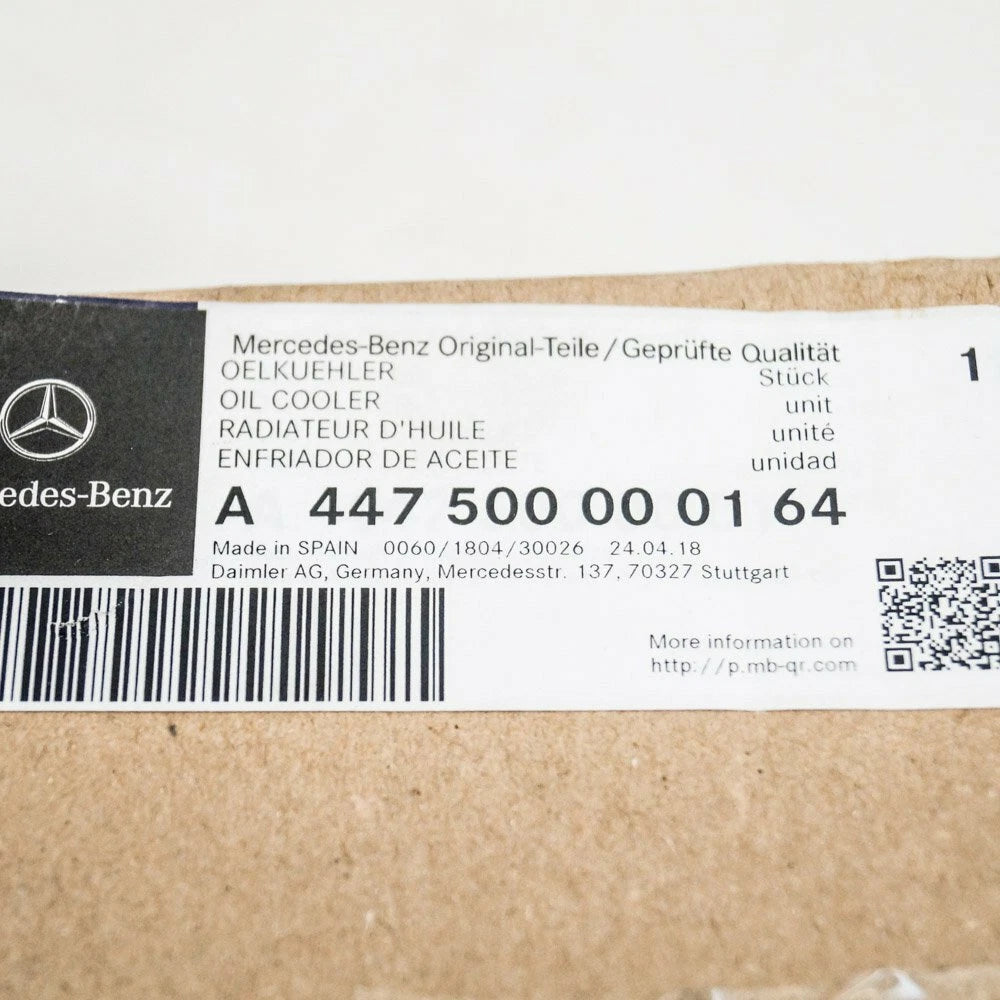 Mercedes-Benz Original-Teile/Geprüfte Qualität
OELKUEHLER Stück 1
OIL COOLER unit
RADIATEUR D'HUILE unité
ENFRIADOR DE ACEITE unidad
edes-Benz
A 447 500 00 0164
Made in SPAIN 0060/1804/30026 24.04.18
Daimler AG, Germany, Mercedesstr. 137, 70327 Stuttgart
More information on
http://p.mb-qr.com